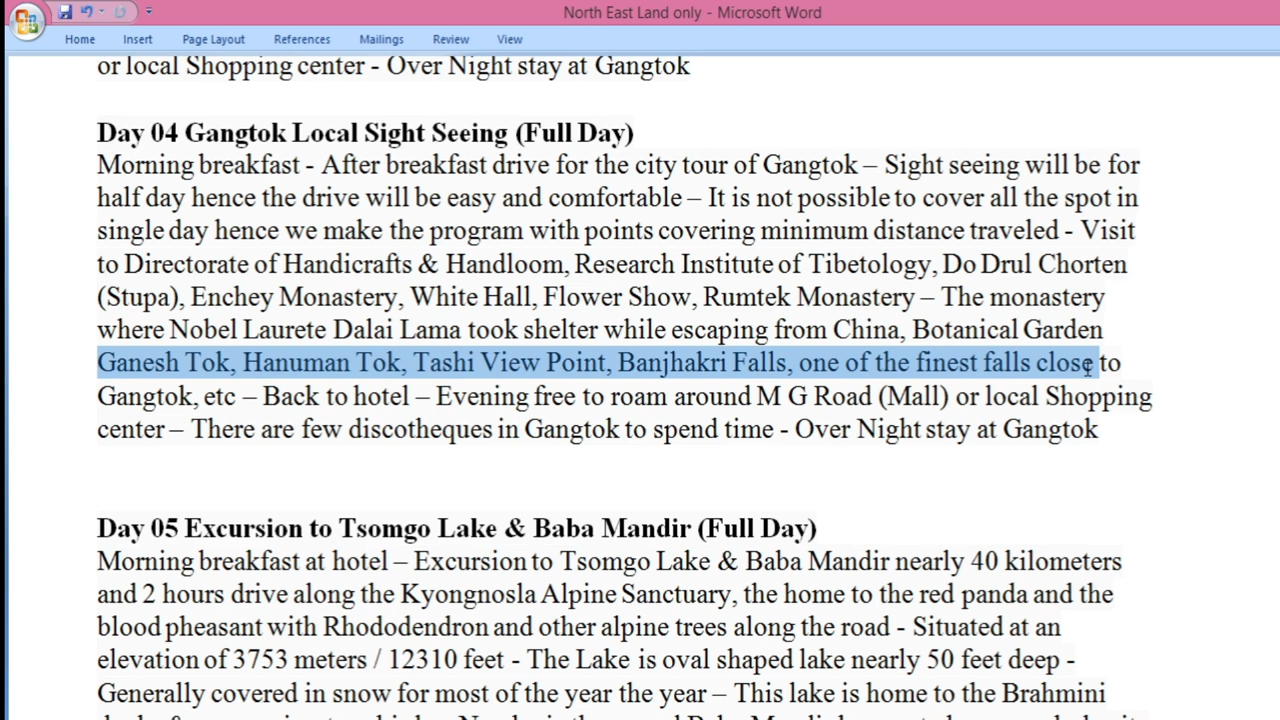 North East Land only - Microsoft Word
Home Insert Page Layout References Mailings Review View
or local Shopping center - Over Night stay at Gangtok
Day 04 Gangtok Local Sight Seeing (Full Day)
Morning breakfast - After breakfast drive for the city tour of Gangtok – Sight seeing will be for
half day hence the drive will be easy and comfortable – It is not possible to cover all the spot in
single day hence we make the program with points covering minimum distance traveled - Visit
to Directorate of Handicrafts & Handloom, Research Institute of Tibetology, Do Drul Chorten
(Stupa), Enchey Monastery, White Hall, Flower Show, Rumtek Monastery – The monastery
where Nobel Laurete Dalai Lama took shelter while escaping from China, Botanical Garden
Ganesh Tok, Hanuman Tok, Tashi View Point, Banjhakri Falls, one of the finest falls close to
Gangtok, etc – Back to hotel – Evening free to roam around M G Road (Mall) or local Shopping
center – There are few discotheques in Gangtok to spend time - Over Night stay at Gangtok
Day 05 Excursion to Tsomgo Lake & Baba Mandir (Full Day)
Morning breakfast at hotel – Excursion to Tsomgo Lake & Baba Mandir nearly 40 kilometers
and 2 hours drive along the Kyongnosla Alpine Sanctuary, the home to the red panda and the
blood pheasant with Rhododendron and other alpine trees along the road - Situated at an
elevation of 3753 meters / 12310 feet - The Lake is oval shaped lake nearly 50 feet deep -
Generally covered in snow for most of the year the year – This lake is home to the Brahmini